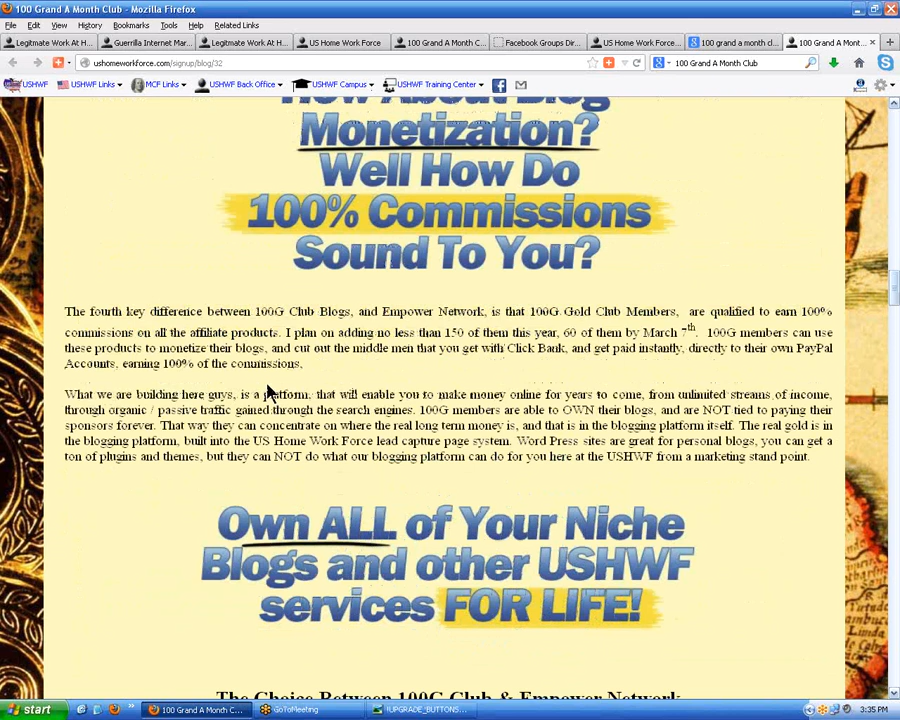 100 Grand A Month Club - Mozilla Firefox
File Edit View History Bookmarks Tools Help Related Links
Legitmate Work At H... Guerrilla Internet Mar... Legitmate Work At H... US Home Work Force 100 Grand A Month C... Facebook Groups Dir... US Home Work Force... 100 grand a month cl... 100 Grand A Mont...
ushomeworkforce.com/signup/blog/32 100 Grand A Month Club
USHWF USHWF Links MCF Links USHWF Back Office USHWF Campus USHWF Training Center
How About Blog
Monetization?
Well How Do
100% Commissions
Sound To You?
The fourth key difference between 100G Club Blogs, and Empower Network, is that 100G Gold Club Members, are qualified to earn 100%
commissions on all the affiliate products. I plan on adding no less than 150 of them this year, 60 of them by March 7th. 100G members can use
these products to monetize their blogs, and cut out the middle men that you get with Click Bank, and get paid instantly, directly to their own PayPal
Accounts, earning 100% of the commissions,
What we are building here guys, is a platform, that will enable you to make money online for years to come, from unlimited streams of income,
through organic / passive traffic gained through the search engines. 100G members are able to OWN their blogs, and are NOT tied to paying their
sponsors forever. That way they can concentrate on where the real long term money is, and that is in the blogging platform itself. The real gold is in
the blogging platform, built into the US Home Work Force lead capture page system. Word Press sites are great for personal blogs, you can get a
ton of plugins and themes, but they can NOT do what our blogging platform can do for you here at the USHWF from a marketing stand point.
Own ALL of Your Niche
Blogs and other USHWF
services FOR LIFE!
The Choice Between 100G Club & Empower Network
start 100 Grand A Month C... GoToMeeting !UPGRADE_BUTTONS... 3:35 PM